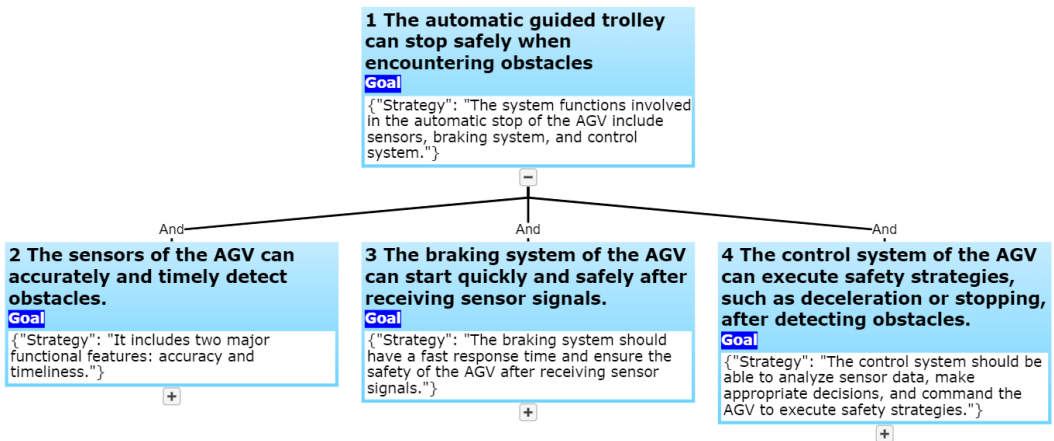 1 The automatic guided trolley
can stop safely when
encountering obstacles
Goal
{"Strategy": "The system functions involved
in the automatic stop of the AGV include
sensors, braking system, and control
system."}
And
And
And
2 The sensors of the AGV can
accurately and timely detect
obstacles.
Goal
{"Strategy": "It includes two major
functional features: accuracy and
timeliness."}
3 The braking system of the AGV
can start quickly and safely after
receiving sensor signals.
Goal
{"Strategy": "The braking system should
have a fast response time and ensure the
safety of the AGV after receiving sensor
signals."}
4 The control system of the AGV
can execute safety strategies,
such as deceleration or stopping,
after detecting obstacles.
Goal
{"Strategy": "The control system should be
able to analyze sensor data, make
appropriate decisions, and command the
AGV to execute safety strategies."}